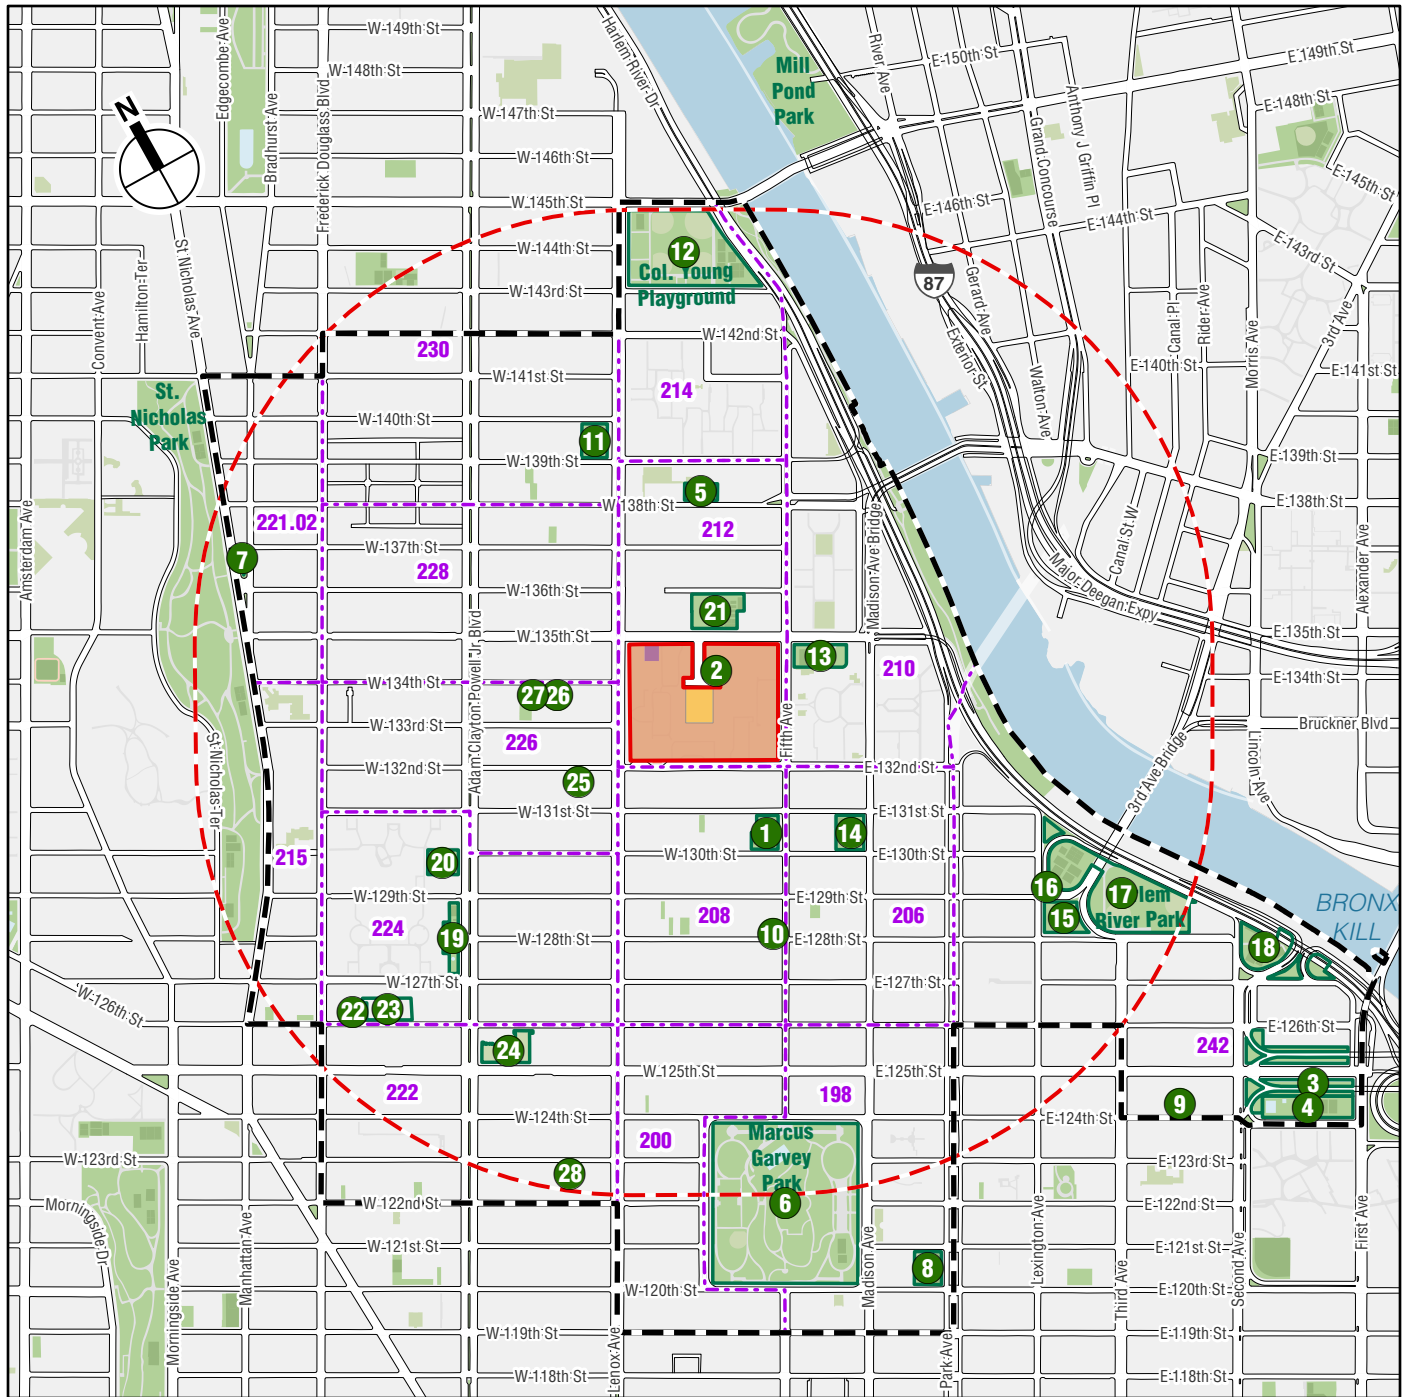 W 149th St
W 148th St
W 147th St
W 146th St
W 145th St
W 144th St
W 143rd St
W 142nd St
W 141st St
W 140th St
W 139th St
W 138th St
W 137th St
W 136th St
W 135th St
W 134th St
W 133rd St
W 132nd St
E 132nd St
W 131st St
E 131st St
W 130th St
E 130th St
W 129th St
E 129th St
W 128th St
E 128th St
W 127th St
E 127th St
W 126th St
E 126th St
W 125th St
E 125th St
W 124th St
E 124th St
W 123rd St
E 123rd St
W 122nd St
E 122nd St
W 121st St
E 121st St
W 120th St
E 120th St
W 119th St
E 119th St
W 118th St
E 118th St
E 150th St
E 149th St
E 148th St
E 146th St
E 145th St
E 144th St
E 143rd St
E 141st St
E 140th St
E 139th St
E 138th St
E 135th St
E 134th St
Bruckner Blvd
Edgecombe Ave
Bradhurst Ave
Frederick Douglass Blvd
Harlem River Dr
River Ave
Grand Concourse
Anthony J Griffin Pl
N
St Nicholas Ave
Hamilton Ter
Convent Ave
Amsterdam Ave
St Nicholas Ter
Adam Clayton Powell Jr Blvd
Fifth Ave
Madison Ave Bridge
Exterior St
Gerard Ave
Walton Ave
Canal Pl
Rider Ave
Morris Ave
3rd Ave
Canal St W
Major Deegan Expy
Alexander Ave
3rd Ave Bridge
Lincoln Ave
Morningside Dr
Morningside Ave
Manhattan Ave
Lenox Ave
Madison Ave
Park Ave
Lexington Ave
Third Ave
Second Ave
First Ave
87
Mill
Pond
Park
Col. Young
Playground
St.
Nicholas
Park
lem
River Park
Marcus
Garvey
Park
BRONX
KILL
230
214
221.02
228
212
210
226
215
224
208
206
222
198
200
242
1
2
3
4
5
6
7
8
9
10
11
12
13
14
15
16
17
18
19
20
21
22
23
24
25
26
27
28